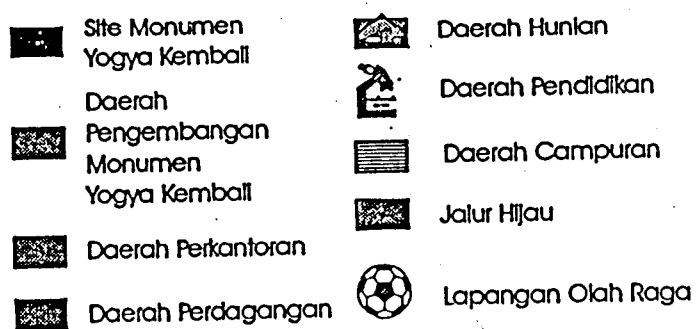 Site Monumen
Yogya Kembali
Daerah
Pengembangan
Monumen
Yogya Kembali
Daerah Perkantoran
Daerah Perdagangan
Daerah Hunian
Daerah Pendidikan
Daerah Campuran
Jalur Hijau
Lapangan Olah Raga